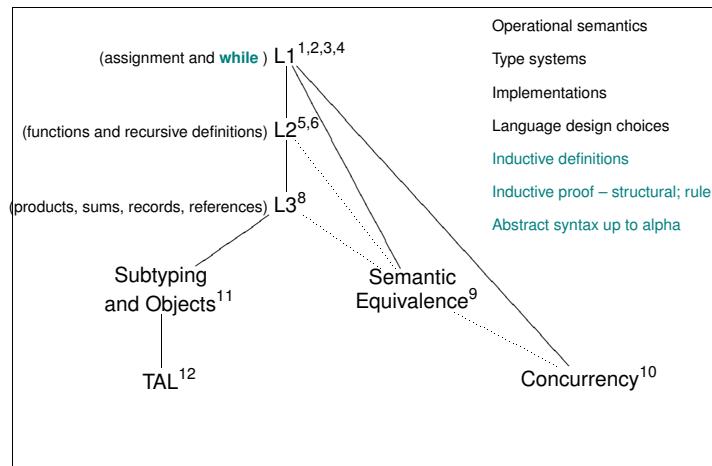 Operational semantics
(assignment and while ) L1 1,2,3,4
Type systems
Implementations
Language design choices
(functions and recursive definitions) L2 5,6
Inductive definitions
Inductive proof – structural; rule
(products, sums, records, references) L3 8
Abstract syntax up to alpha
Subtyping
and Objects 11
Semantic
Equivalence 9
TAL 12
Concurrency 10